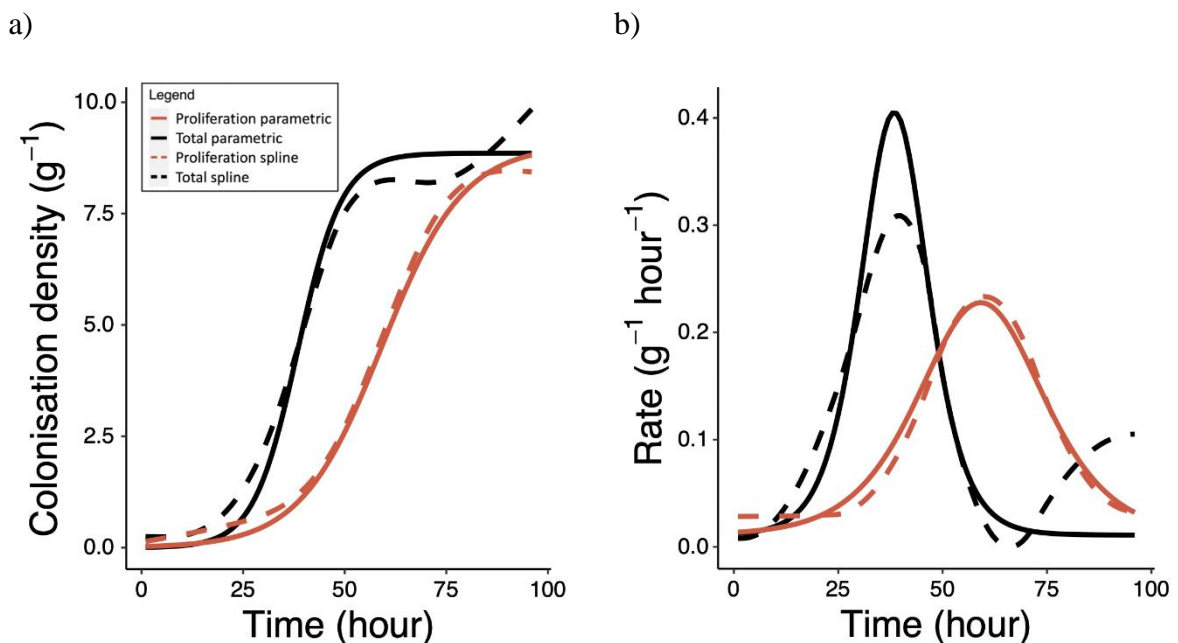 a)
b)
Colonisation density (g⁻¹)
10.0
7.5
5.0
2.5
0.0
Legend
Proliferation parametric
Total parametric
Proliferation spline
Total spline
0
25
50
75
100
Time (hour)
Rate (g⁻¹ hour⁻¹)
0.4
0.3
0.2
0.1
0.0
0
25
50
75
100
Time (hour)